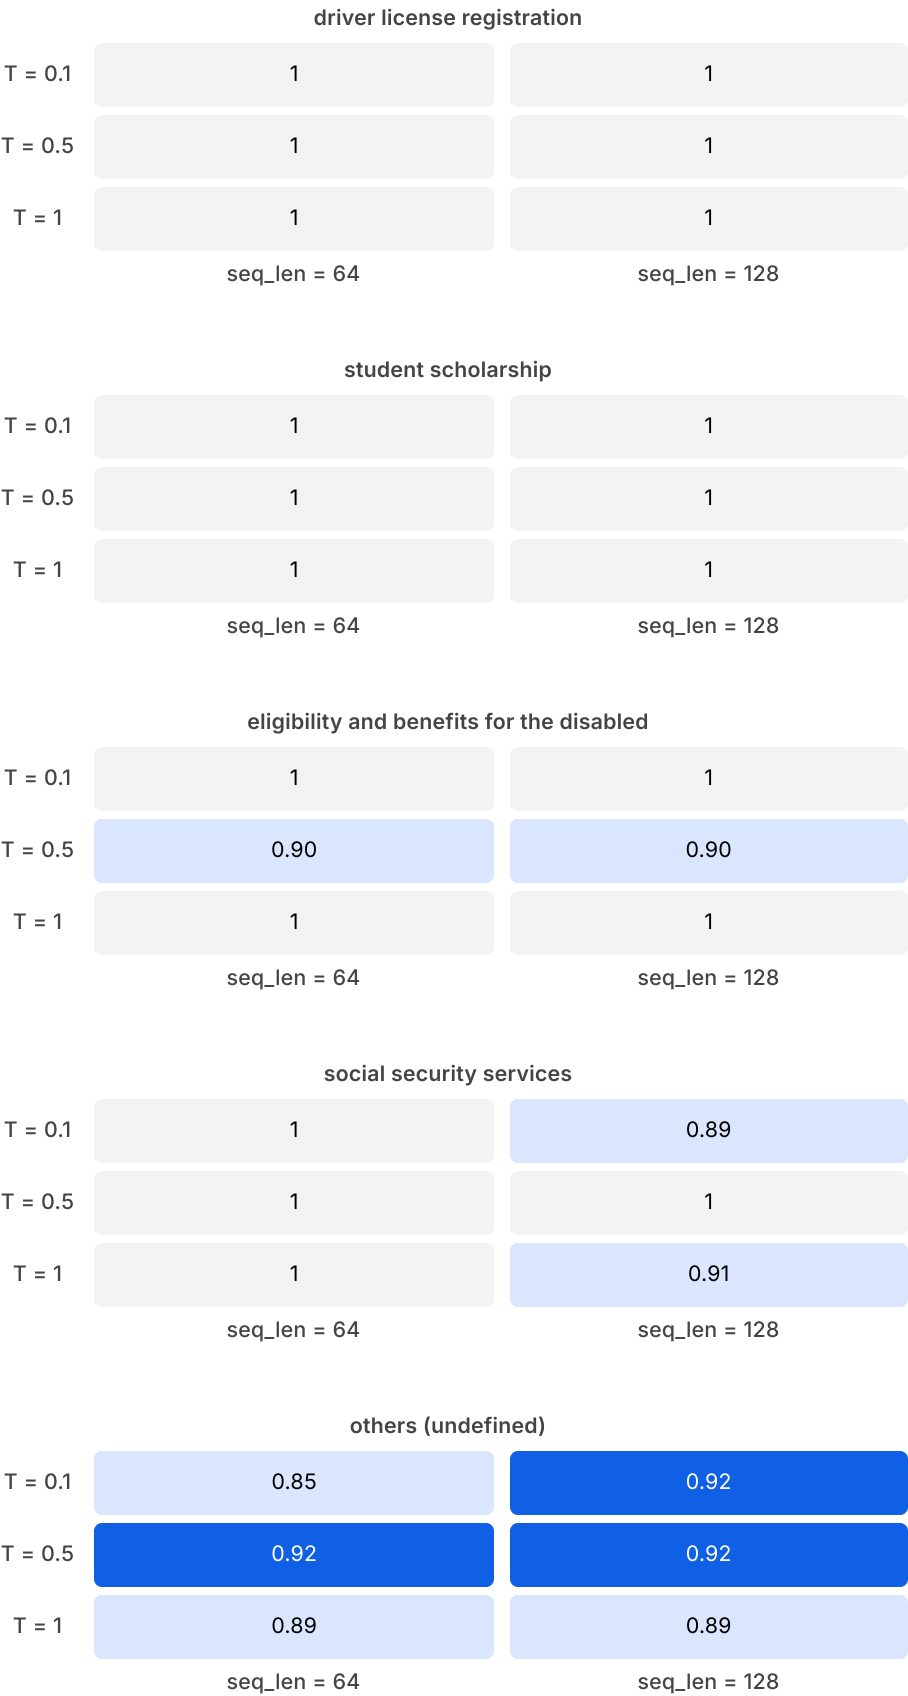 driver license registration
T = 0.1 1 1
T = 0.5 1 1
T = 1 1 1
seq_len = 64 seq_len = 128
student scholarship
T = 0.1 1 1
T = 0.5 1 1
T = 1 1 1
seq_len = 64 seq_len = 128
eligibility and benefits for the disabled
T = 0.1 1 1
T = 0.5 0.90 0.90
T = 1 1 1
seq_len = 64 seq_len = 128
social security services
T = 0.1 1 0.89
T = 0.5 1 1
T = 1 1 0.91
seq_len = 64 seq_len = 128
others (undefined)
T = 0.1 0.85 0.92
T = 0.5 0.92 0.92
T = 1 0.89 0.89
seq_len = 64 seq_len = 128